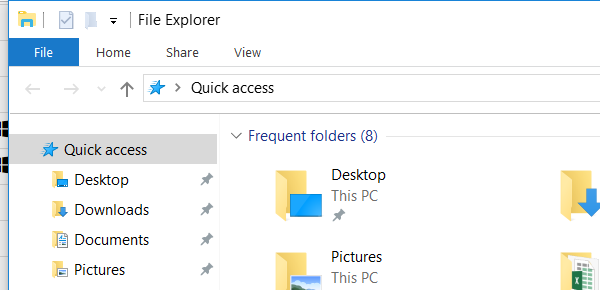 File Explorer
File Home Share View
Quick access
Quick access
Desktop
Downloads
Documents
Pictures
Frequent folders (8)
Desktop
This PC
Pictures
This PC